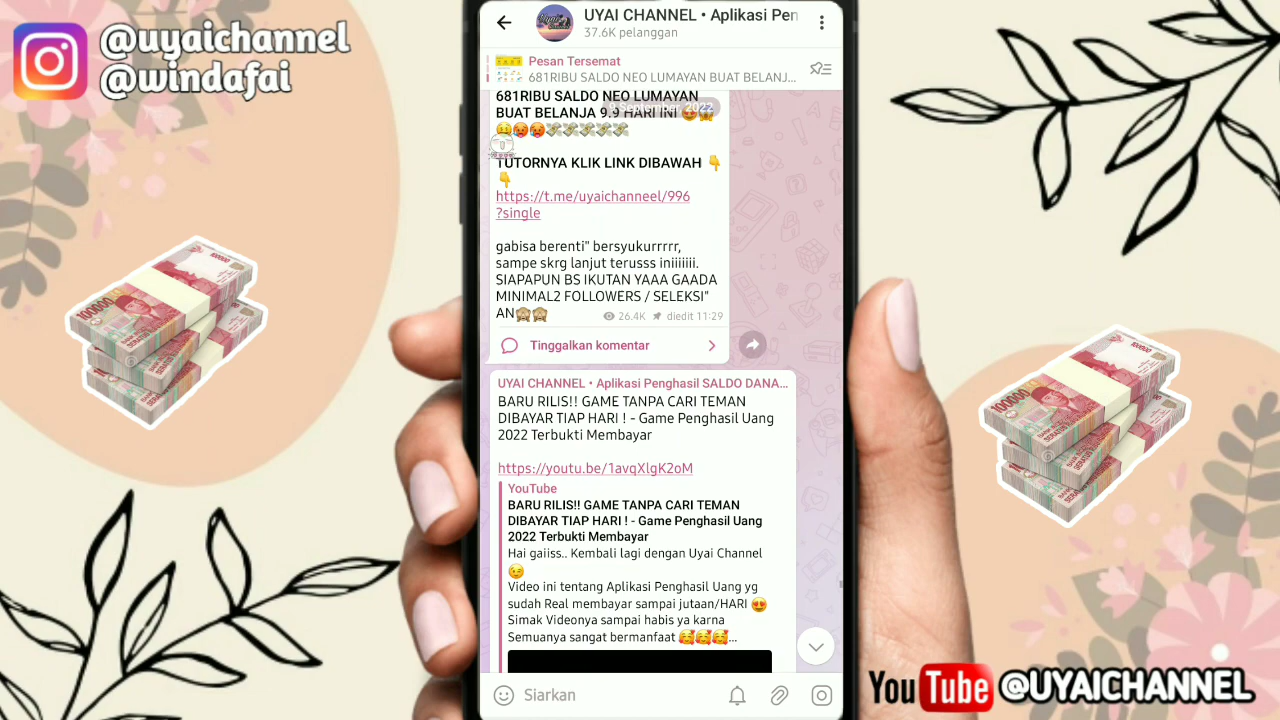 @uyaichannel
@windafai
UYAI CHANNEL • Aplikasi Pen
37.6K pelanggan
Pesan Tersemat
681RIBU SALDO NEO LUMAYAN BUAT BELANJ...
9 September 2022
681RIBU SALDO NEO LUMAYAN
BUAT BELANJA 9.9 HARI INI 😍😱
🤑🥵🥵💸💸💸💸💸
TUTORNYA KLIK LINK DIBAWAH 👇
👇
https://t.me/uyaichanneel/996
?single
gabisa berenti" bersyukurrrrr,
sampe skrg lanjut terusss iniiiiiii.
SIAPAPUN BS IKUTAN YAAA GAADA
MINIMAL2 FOLLOWERS / SELEKSI"
AN🙈🙈
26.4K diedit 11:29
Tinggalkan komentar
UYAI CHANNEL • Aplikasi Penghasil SALDO DANA...
BARU RILIS!! GAME TANPA CARI TEMAN
DIBAYAR TIAP HARI ! - Game Penghasil Uang
2022 Terbukti Membayar
https://youtu.be/1avqXlgK2oM
YouTube
BARU RILIS!! GAME TANPA CARI TEMAN
DIBAYAR TIAP HARI ! - Game Penghasil Uang
2022 Terbukti Membayar
Hai gaiiss.. Kembali lagi dengan Uyai Channel
😉
Video ini tentang Aplikasi Penghasil Uang yg
sudah Real membayar sampai jutaan/HARI 😍
Simak Videonya sampai habis ya karna
Semuanya sangat bermanfaat 🥰🥰🥰...
Siarkan
100000
100000
YouTube @UYAICHANNEL